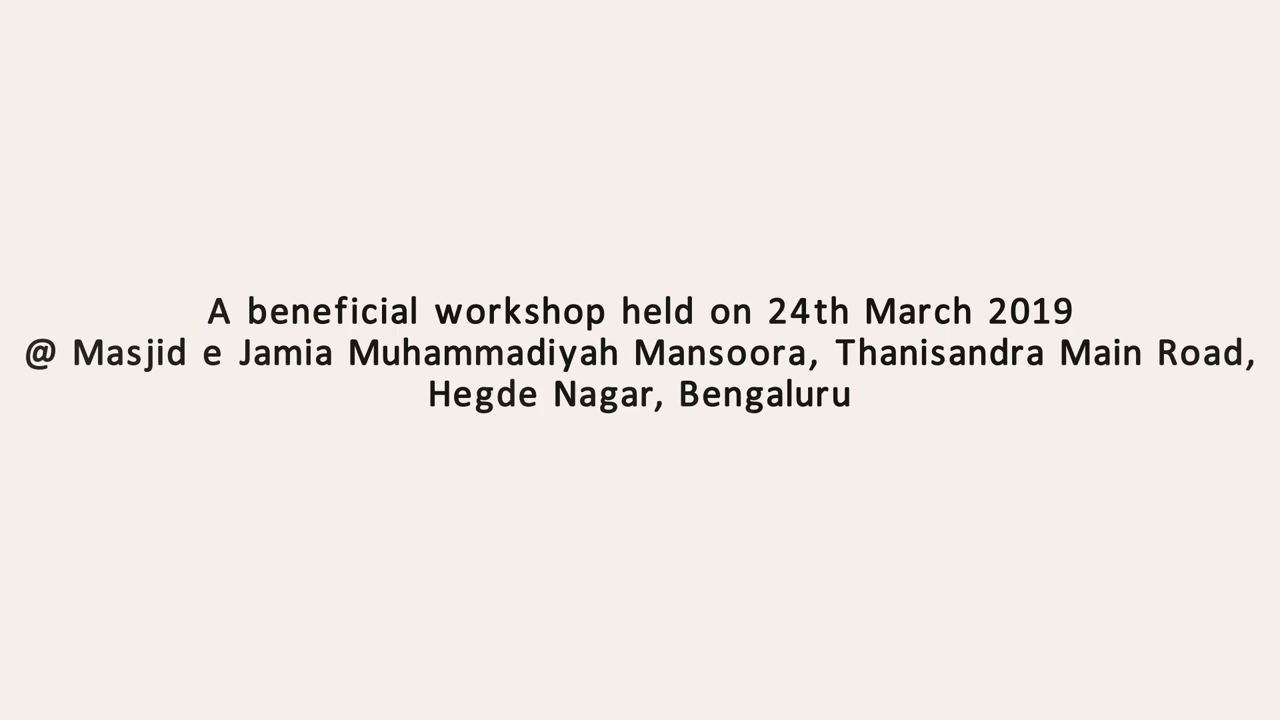 A beneficial workshop held on 24th March 2019
@ Masjid e Jamia Muhammadiyah Mansoora, Thanisandra Main Road,
Hegde Nagar, Bengaluru